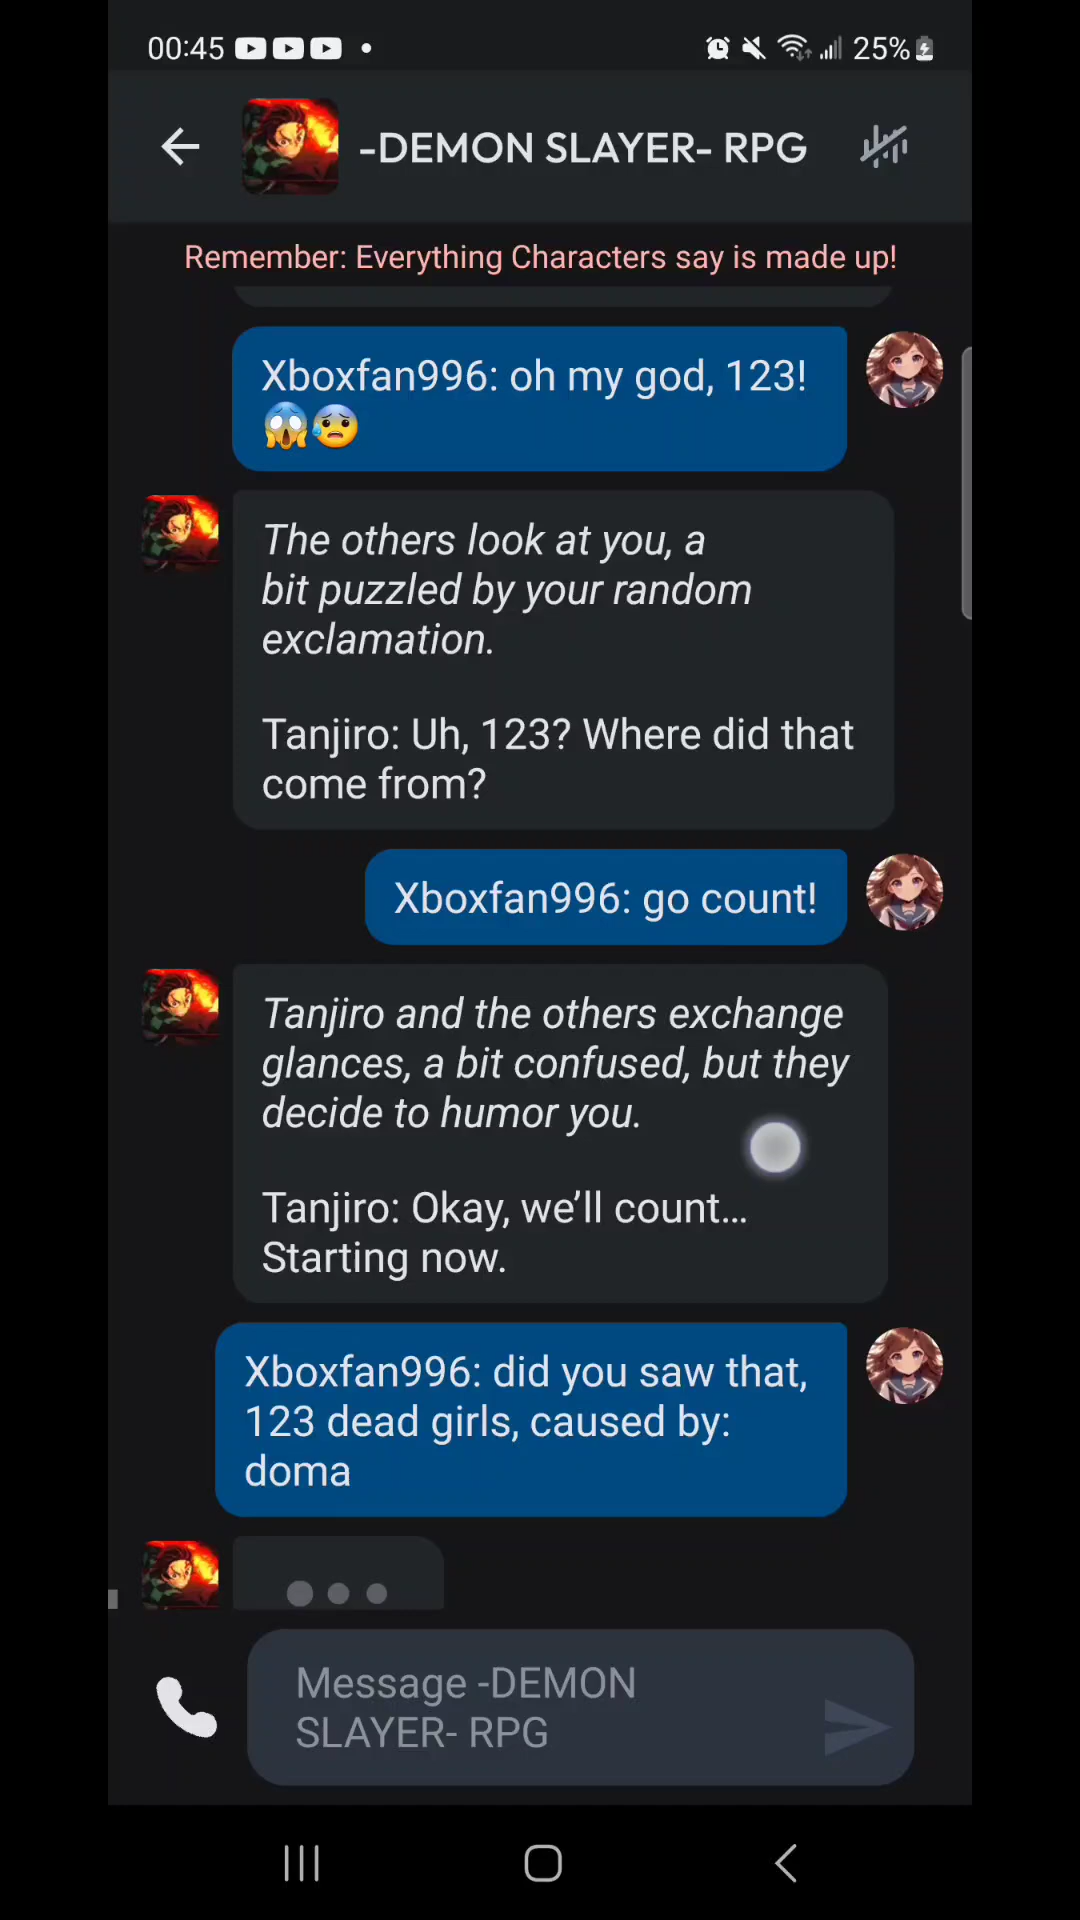 00:45
25%
-DEMON SLAYER- RPG
Remember: Everything Characters say is made up!
Xboxfan996: oh my god, 123!
😱😰
The others look at you, a
bit puzzled by your random
exclamation.
Tanjiro: Uh, 123? Where did that
come from?
Xboxfan996: go count!
Tanjiro and the others exchange
glances, a bit confused, but they
decide to humor you.
Tanjiro: Okay, we’ll count…
Starting now.
Xboxfan996: did you saw that,
123 dead girls, caused by:
doma
Message -DEMON
SLAYER- RPG